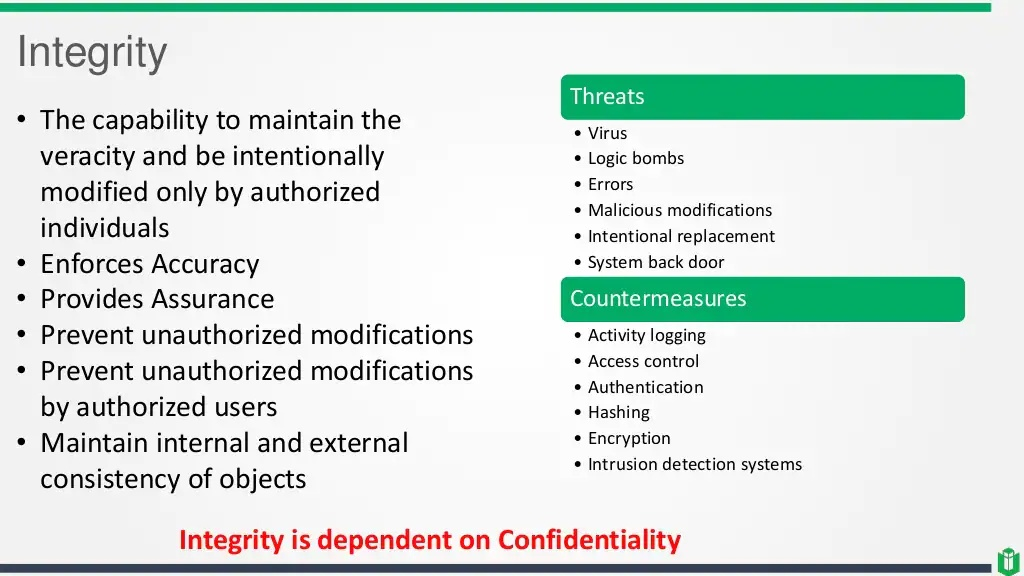 Integrity
• The capability to maintain the
veracity and be intentionally
modified only by authorized
individuals
• Enforces Accuracy
• Provides Assurance
• Prevent unauthorized modifications
• Prevent unauthorized modifications
by authorized users
• Maintain internal and external
consistency of objects
Threats
• Virus
• Logic bombs
• Errors
• Malicious modifications
• Intentional replacement
• System back door
Countermeasures
• Activity logging
• Access control
• Authentication
• Hashing
• Encryption
• Intrusion detection systems
Integrity is dependent on Confidentiality